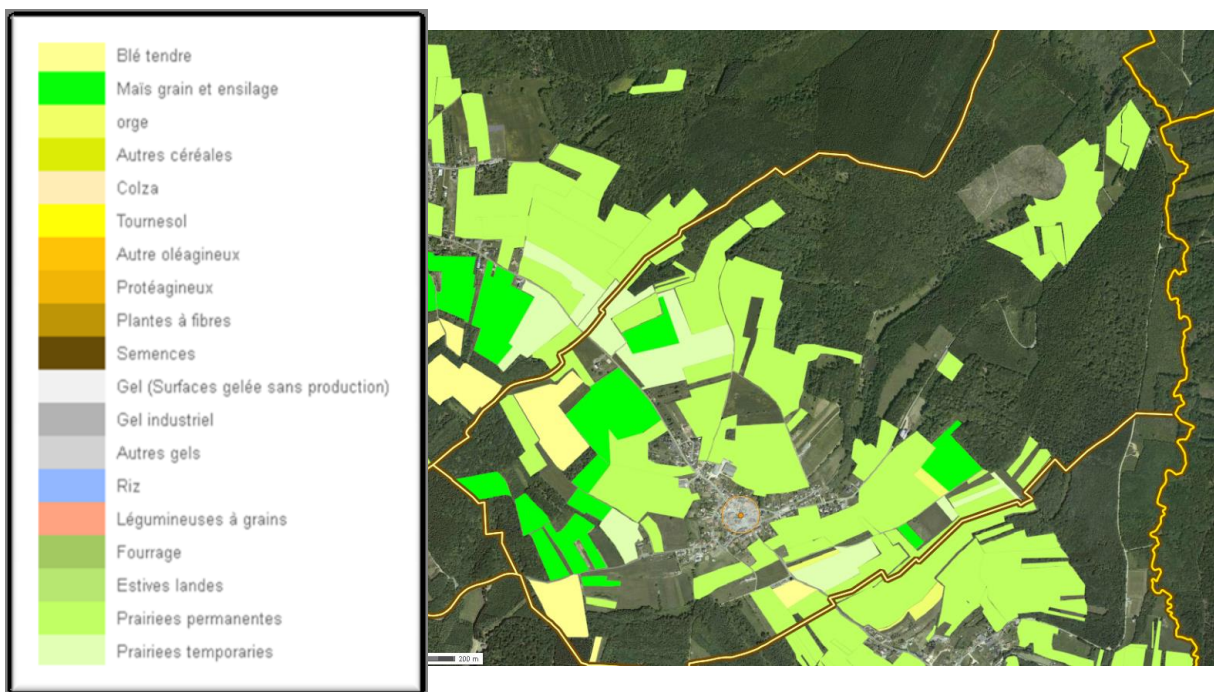 Blé tendre
Maïs grain et ensilage
orge
Autres céréales
Colza
Tournesol
Autre oléagineux
Protéagineux
Plantes à fibres
Semences
Gel (Surfaces gelée sans production)
Gel industriel
Autres gels
Riz
Légumineuses à grains
Fourrage
Estives landes
Prairiees permanentes
Prairiees temporaries
200 m